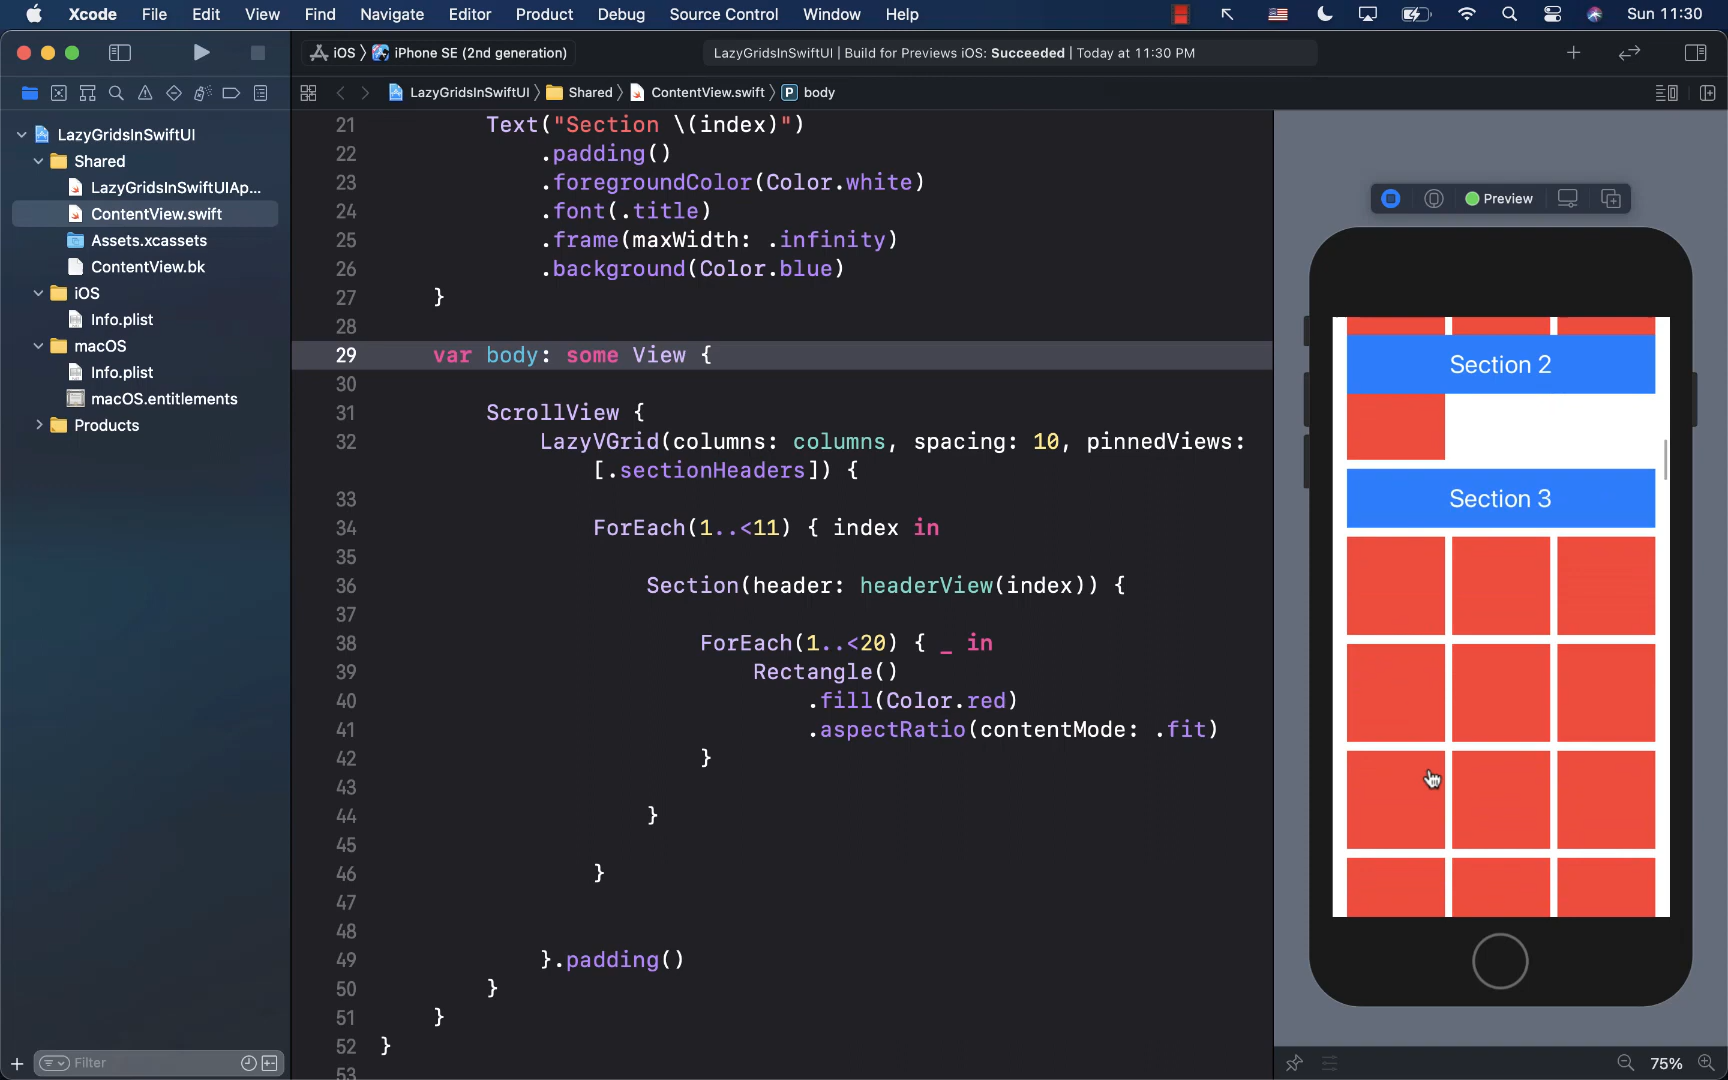 Xcode File Edit View Find Navigate Editor Product Debug Source Control Window Help Sun 11:30
iOS iPhone SE (2nd generation) LazyGridsInSwiftUI | Build for Previews iOS: Succeeded | Today at 11:30 PM
LazyGridsInSwiftUI Shared ContentView.swift P body
LazyGridsInSwiftUI
Shared
LazyGridsInSwiftUIAp...
ContentView.swift
Assets.xcassets
ContentView.bk
iOS
Info.plist
macOS
Info.plist
macOS.entitlements
Products
Filter
21 Text("Section \(index)")
22 .padding()
23 .foregroundColor(Color.white)
24 .font(.title)
25 .frame(maxWidth: .infinity)
26 .background(Color.blue)
27 }
28
29 var body: some View {
30
31 ScrollView {
32 LazyVGrid(columns: columns, spacing: 10, pinnedViews:
[.sectionHeaders]) {
33
34 ForEach(1..<11) { index in
35
36 Section(header: headerView(index)) {
37
38 ForEach(1..<20) { _ in
39 Rectangle()
40 .fill(Color.red)
41 .aspectRatio(contentMode: .fit)
42 }
43
44 }
45
46 }
47
48
49 }.padding()
50 }
51 }
52 }
53
Preview
Section 2
Section 3
75%